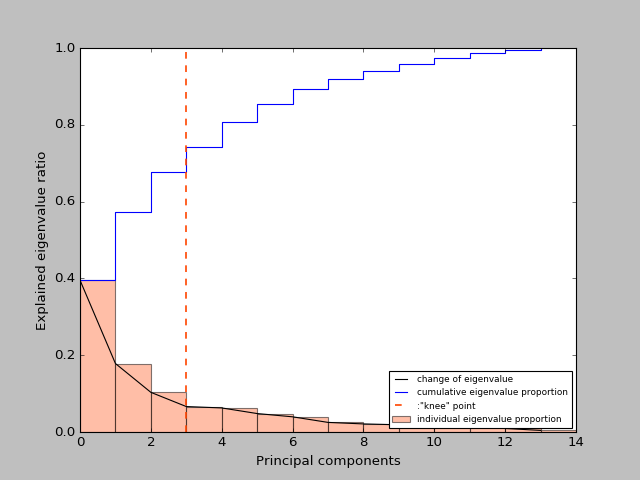 1.0
0.8
0.6
0.4
0.2
0.0
Explained eigenvalue ratio
change of eigenvalue
cumulative eigenvalue proportion
:"knee" point
individual eigenvalue proportion
0 2 4 6 8 10 12 14
Principal components